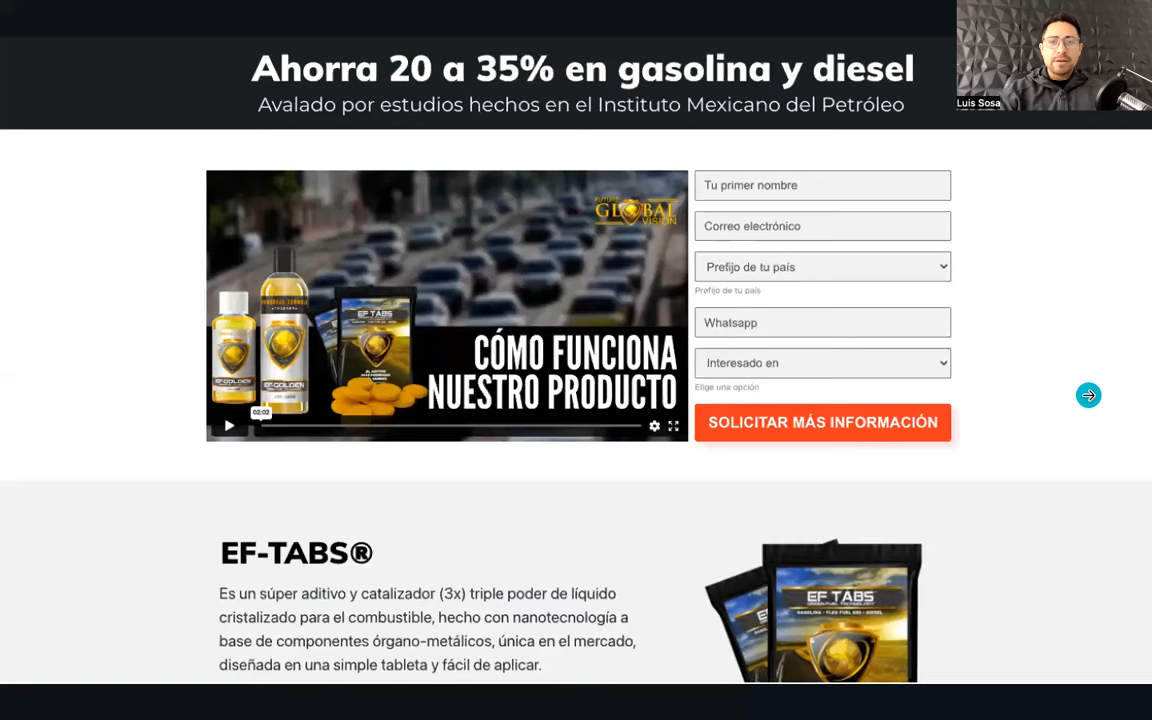 Ahorra 20 a 35% en gasolina y diesel
Avalado por estudios hechos en el Instituto Mexicano del Petróleo
Luis Sosa
GLOBAL
VISION
EF TABS
EF-GOLDEN
EF-GOLDEN
CÓMO FUNCIONA
NUESTRO PRODUCTO
02:02
Tu primer nombre
Correo electrónico
Prefijo de tu país
Prefijo de tu país
Whatsapp
Interesado en
Elige una opción
SOLICITAR MÁS INFORMACIÓN
EF-TABS®
Es un súper aditivo y catalizador (3x) triple poder de líquido
cristalizado para el combustible, hecho con nanotecnología a
base de componentes órgano-metálicos, única en el mercado,
diseñada en una simple tableta y fácil de aplicar.
EF TABS